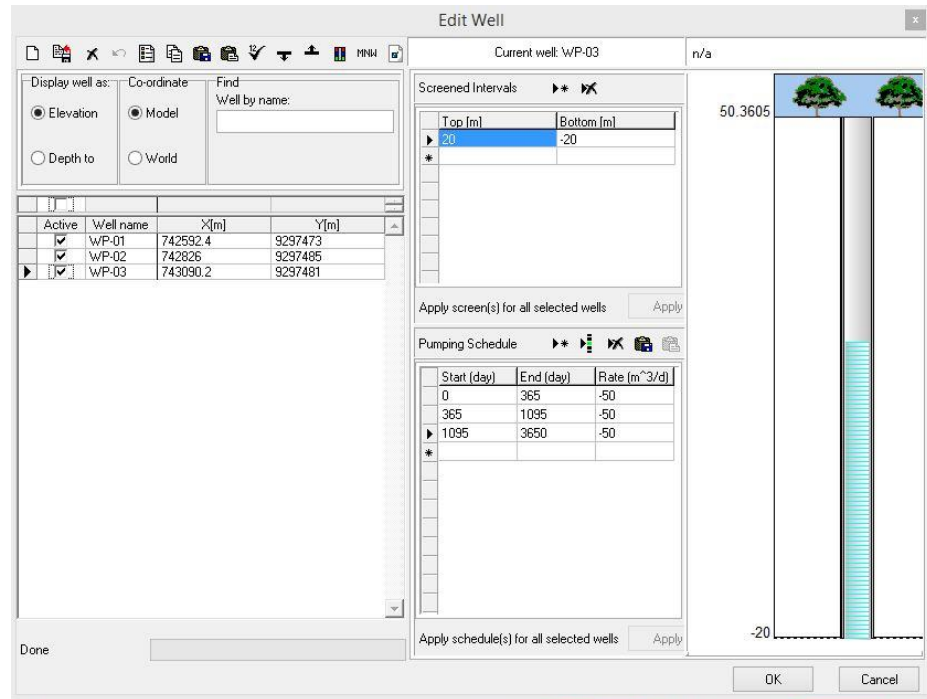 Edit Well
x
MNW
Current well: WP-03
n/a
Display well as:
Elevation
Depth to
Co-ordinate
Model
World
Find
Well by name:
Active Well name X[m] Y[m]
WP-01 742592.4 9297473
WP-02 742826 9297485
WP-03 743090.2 9297481
Done
Screened Intervals
Top [m] Bottom [m]
20 -20
Apply screen(s) for all selected wells Apply
Pumping Schedule
Start (day) End (day) Rate (m^3/d)
0 365 -50
365 1095 -50
1095 3650 -50
Apply schedule(s) for all selected wells Apply
50.3605
-20
OK Cancel